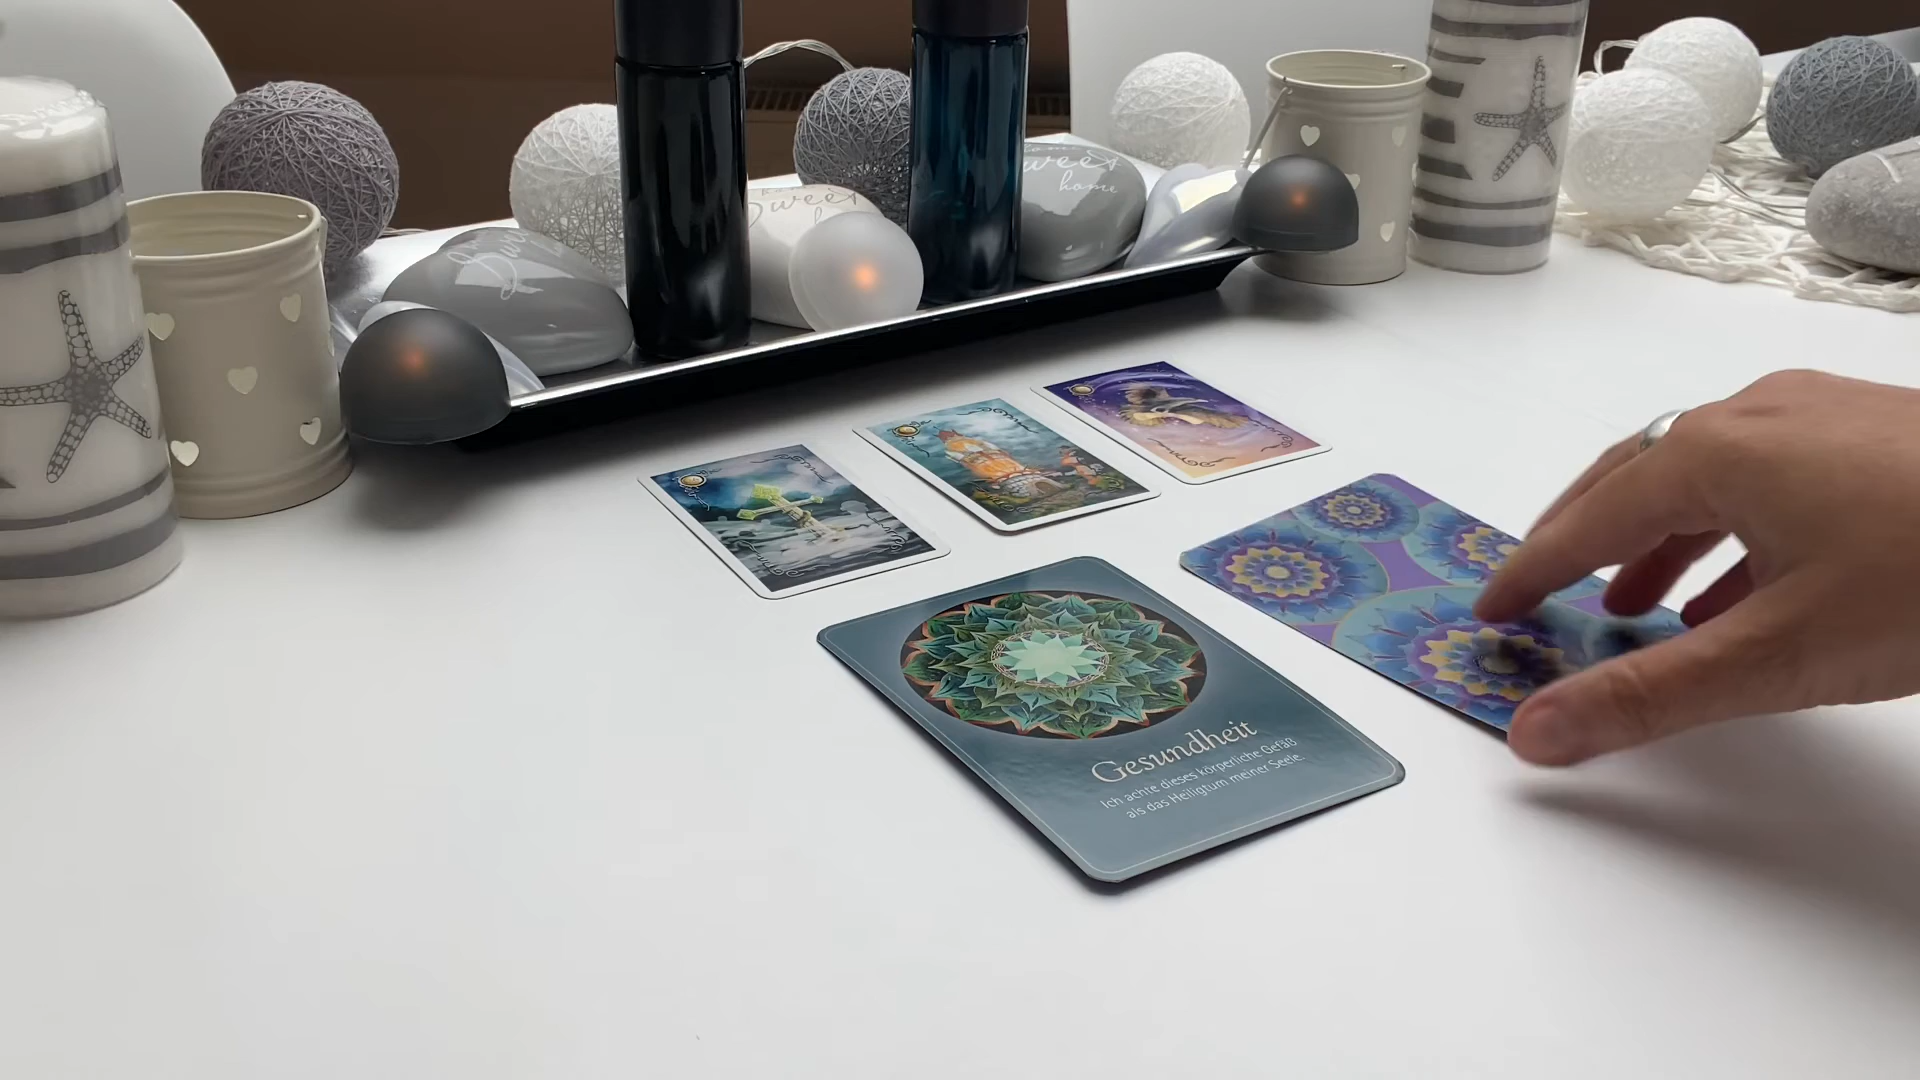 Sweet
home
Gesundheit
Ich achte dieses körperliche Gefäß
als das Heiligtum meiner Seele.